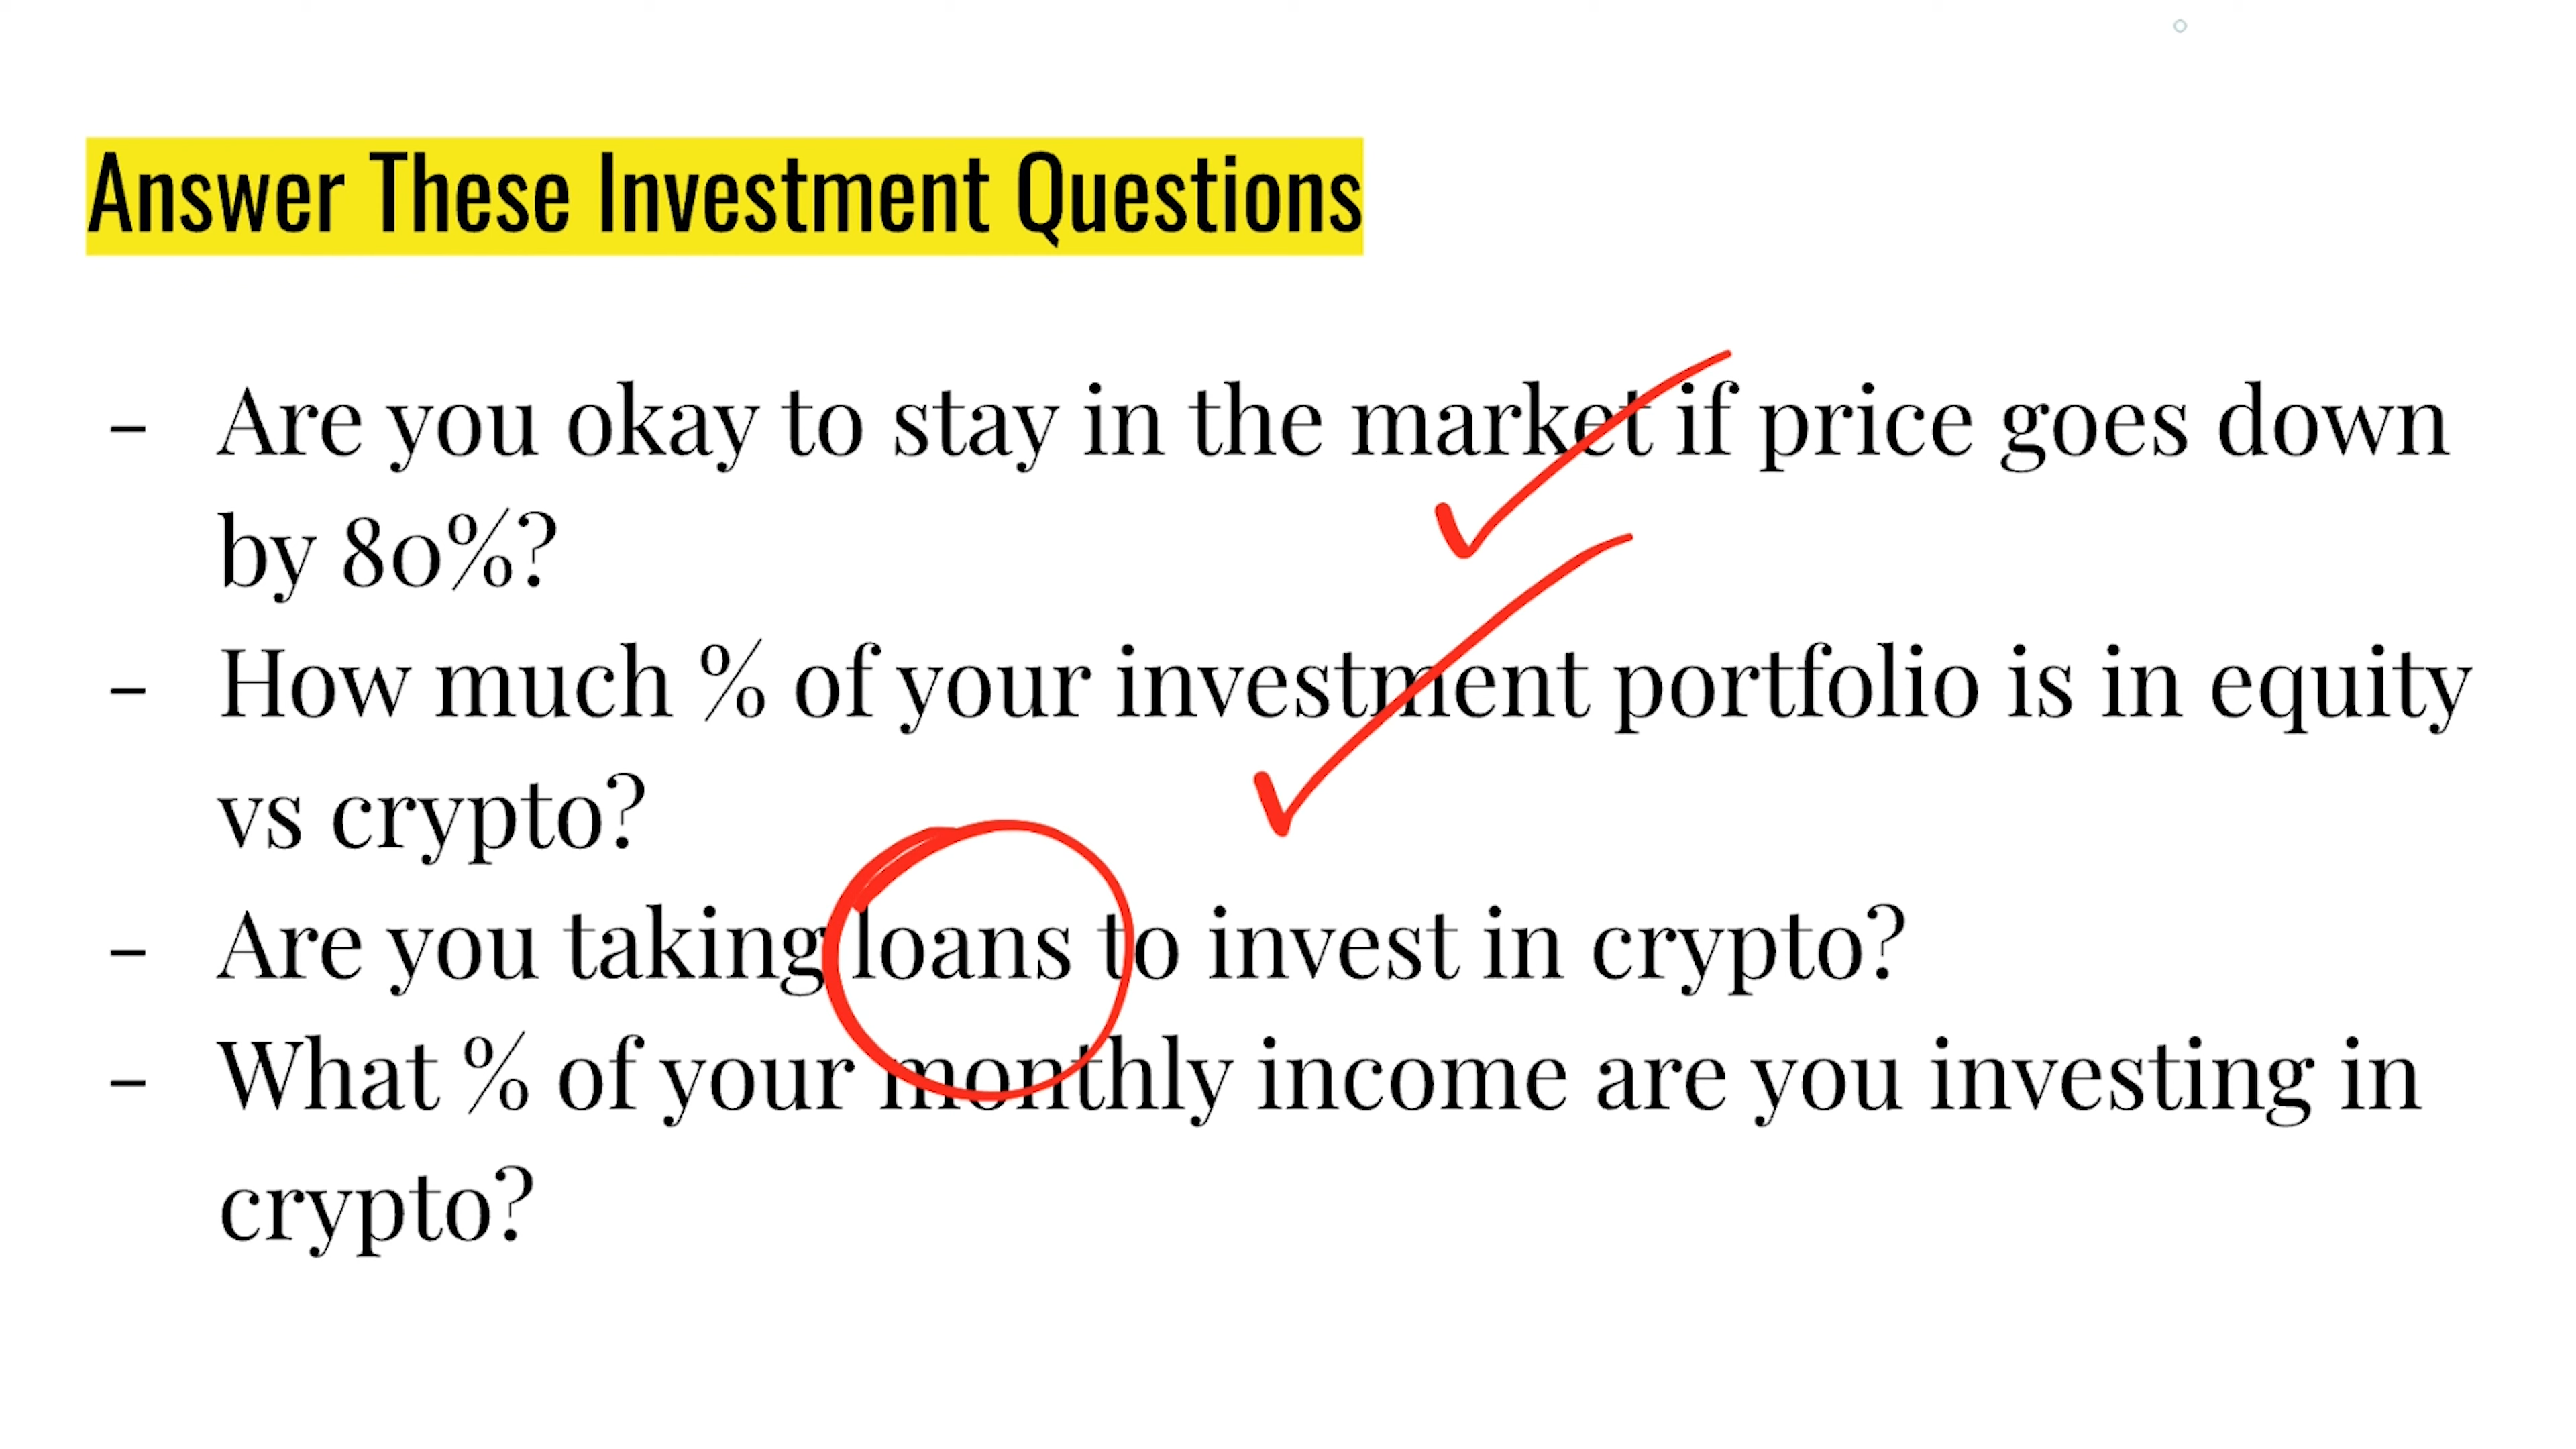 Answer These Investment Questions
- Are you okay to stay in the market if price goes down
by 80%?
- How much % of your investment portfolio is in equity
vs crypto?
- Are you taking loans to invest in crypto?
- What % of your monthly income are you investing in
crypto?